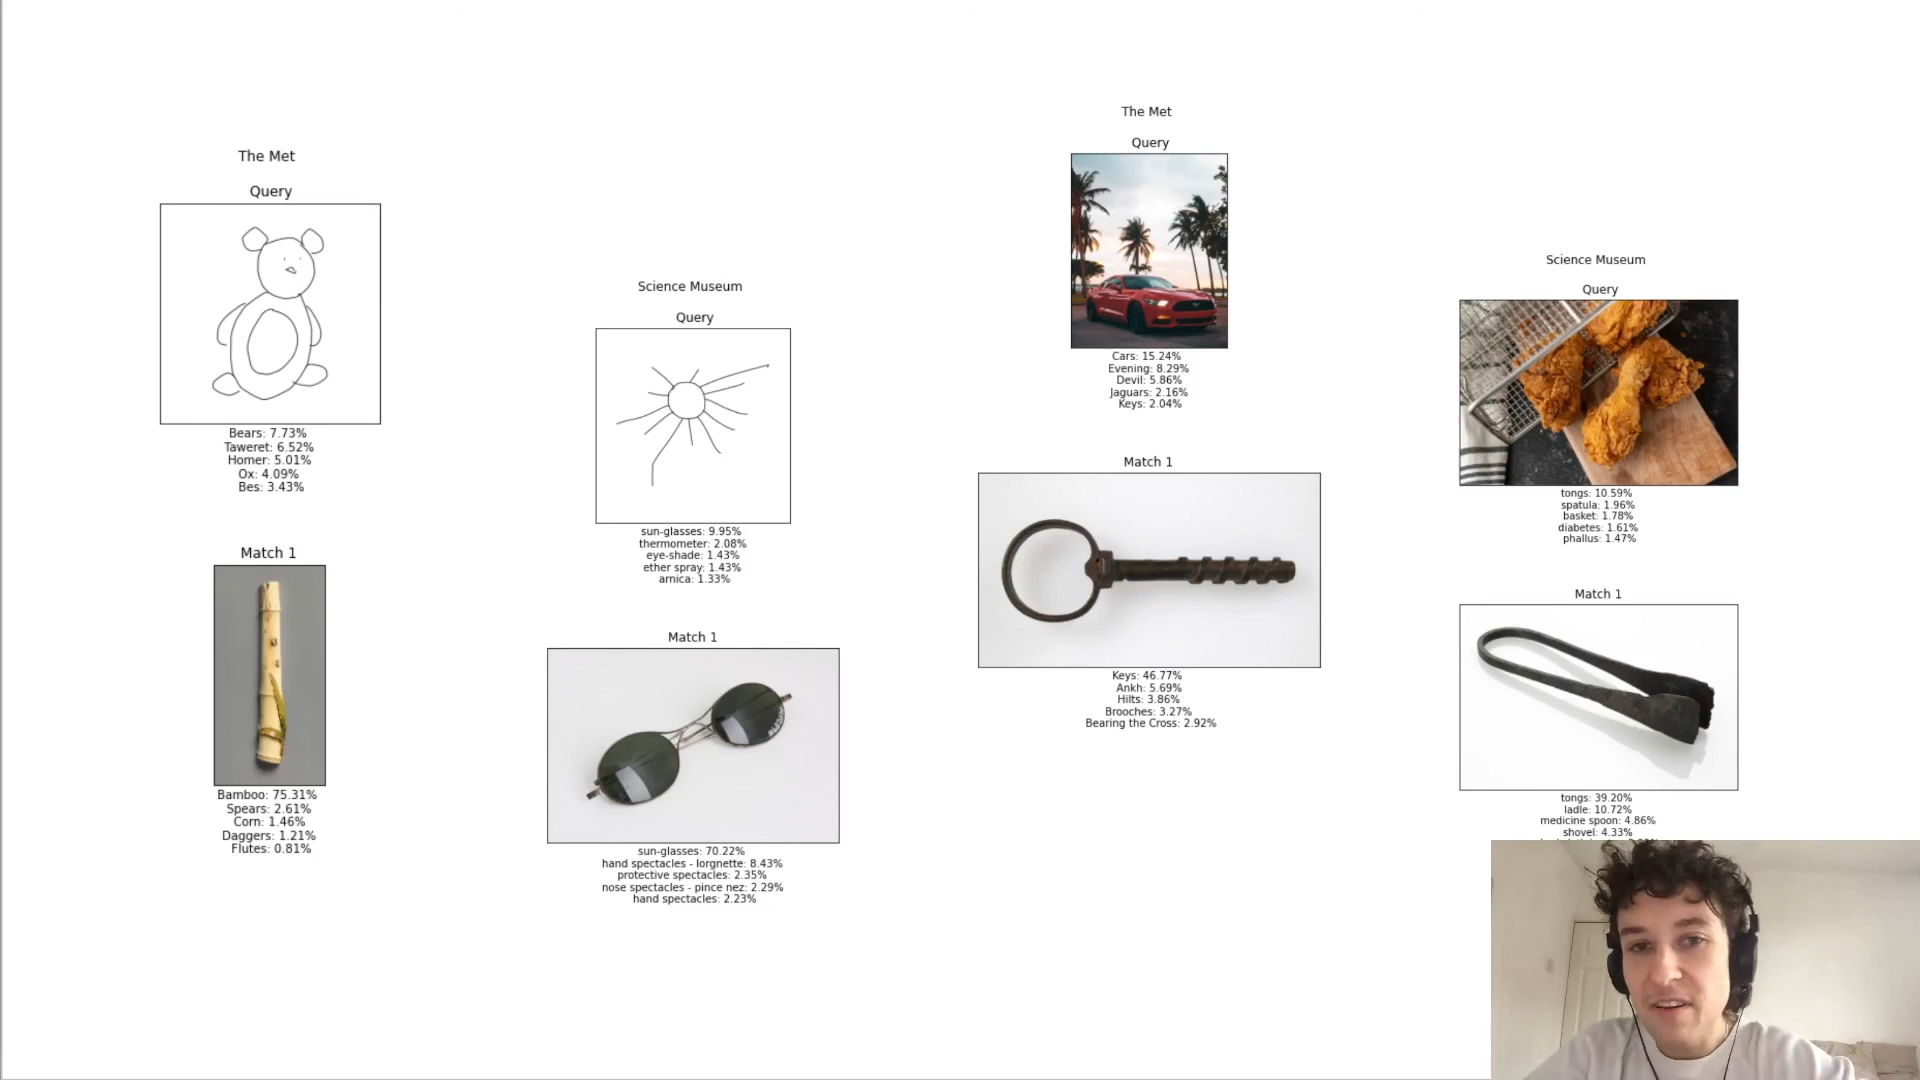 The Met
Query
Bears: 7.73%
Taweret: 6.52%
Homer: 5.01%
Ox: 4.09%
Bes: 3.43%
Match 1
Bamboo: 75.31%
Spears: 2.61%
Corn: 1.46%
Daggers: 1.21%
Flutes: 0.81%
Science Museum
Query
sun-glasses: 9.95%
thermometer: 2.08%
eye-shade: 1.43%
ether spray: 1.43%
arnica: 1.33%
Match 1
sun-glasses: 70.22%
hand spectacles - lorgnette: 8.43%
protective spectacles: 2.35%
nose spectacles - pince nez: 2.29%
hand spectacles: 2.23%
The Met
Query
Cars: 15.24%
Evening: 8.29%
Devil: 5.86%
Jaguars: 2.16%
Keys: 2.04%
Match 1
Keys: 46.77%
Ankh: 5.69%
Hilts: 3.86%
Brooches: 3.27%
Bearing the Cross: 2.92%
Science Museum
Query
tongs: 10.59%
spatula: 1.96%
basket: 1.78%
diabetes: 1.61%
phallus: 1.47%
Match 1
tongs: 39.20%
ladle: 10.72%
medicine spoon: 4.86%
shovel: 4.33%